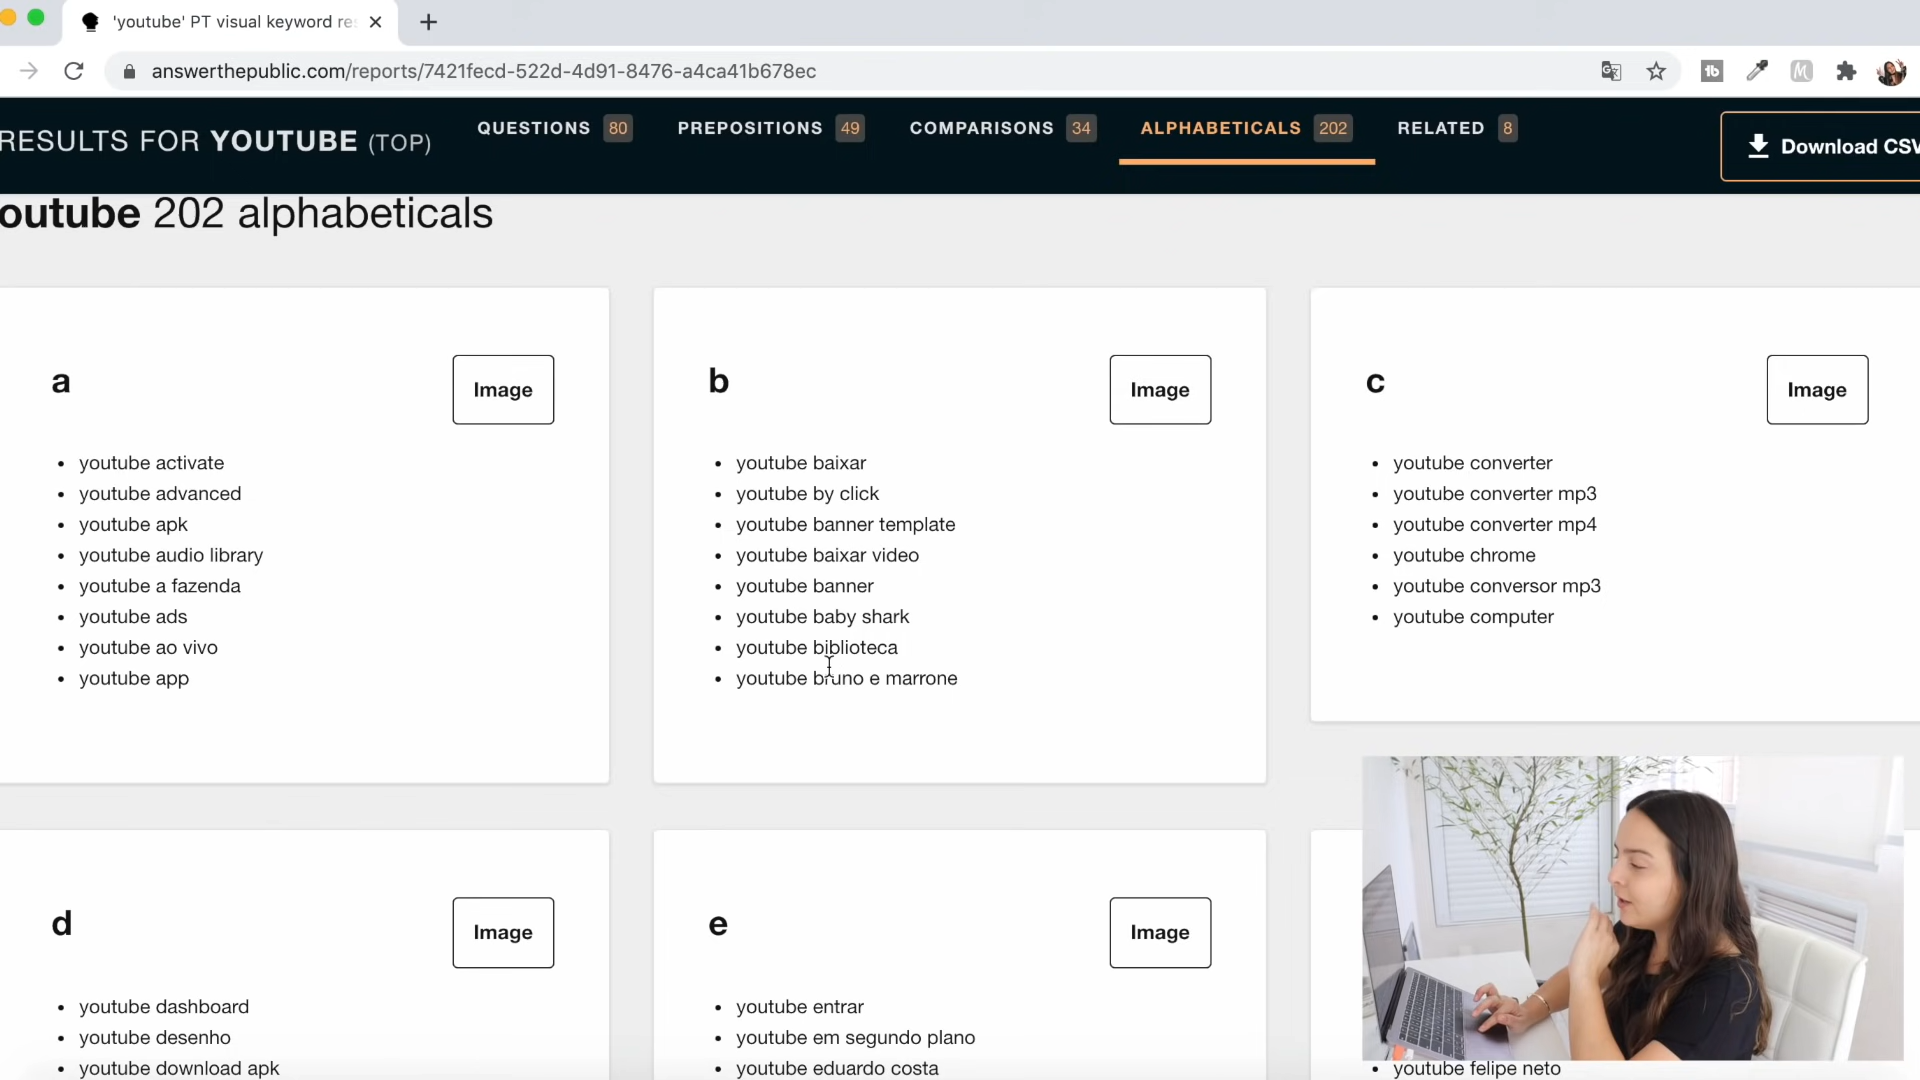 'youtube' PT visual keyword res
answerthepublic.com/reports/7421fecd-522d-4d91-8476-a4ca41b678ec
RESULTS FOR YOUTUBE (TOP)
QUESTIONS 80
PREPOSITIONS 49
COMPARISONS 34
ALPHABETICALS 202
RELATED 8
Download CSV
outube 202 alphabeticals
a
Image
youtube activate
youtube advanced
youtube apk
youtube audio library
youtube a fazenda
youtube ads
youtube ao vivo
youtube app
b
Image
youtube baixar
youtube by click
youtube banner template
youtube baixar video
youtube banner
youtube baby shark
youtube biblioteca
youtube bruno e marrone
c
Image
youtube converter
youtube converter mp3
youtube converter mp4
youtube chrome
youtube conversor mp3
youtube computer
d
Image
youtube dashboard
youtube desenho
youtube download apk
e
Image
youtube entrar
youtube em segundo plano
youtube eduardo costa
youtube felipe neto